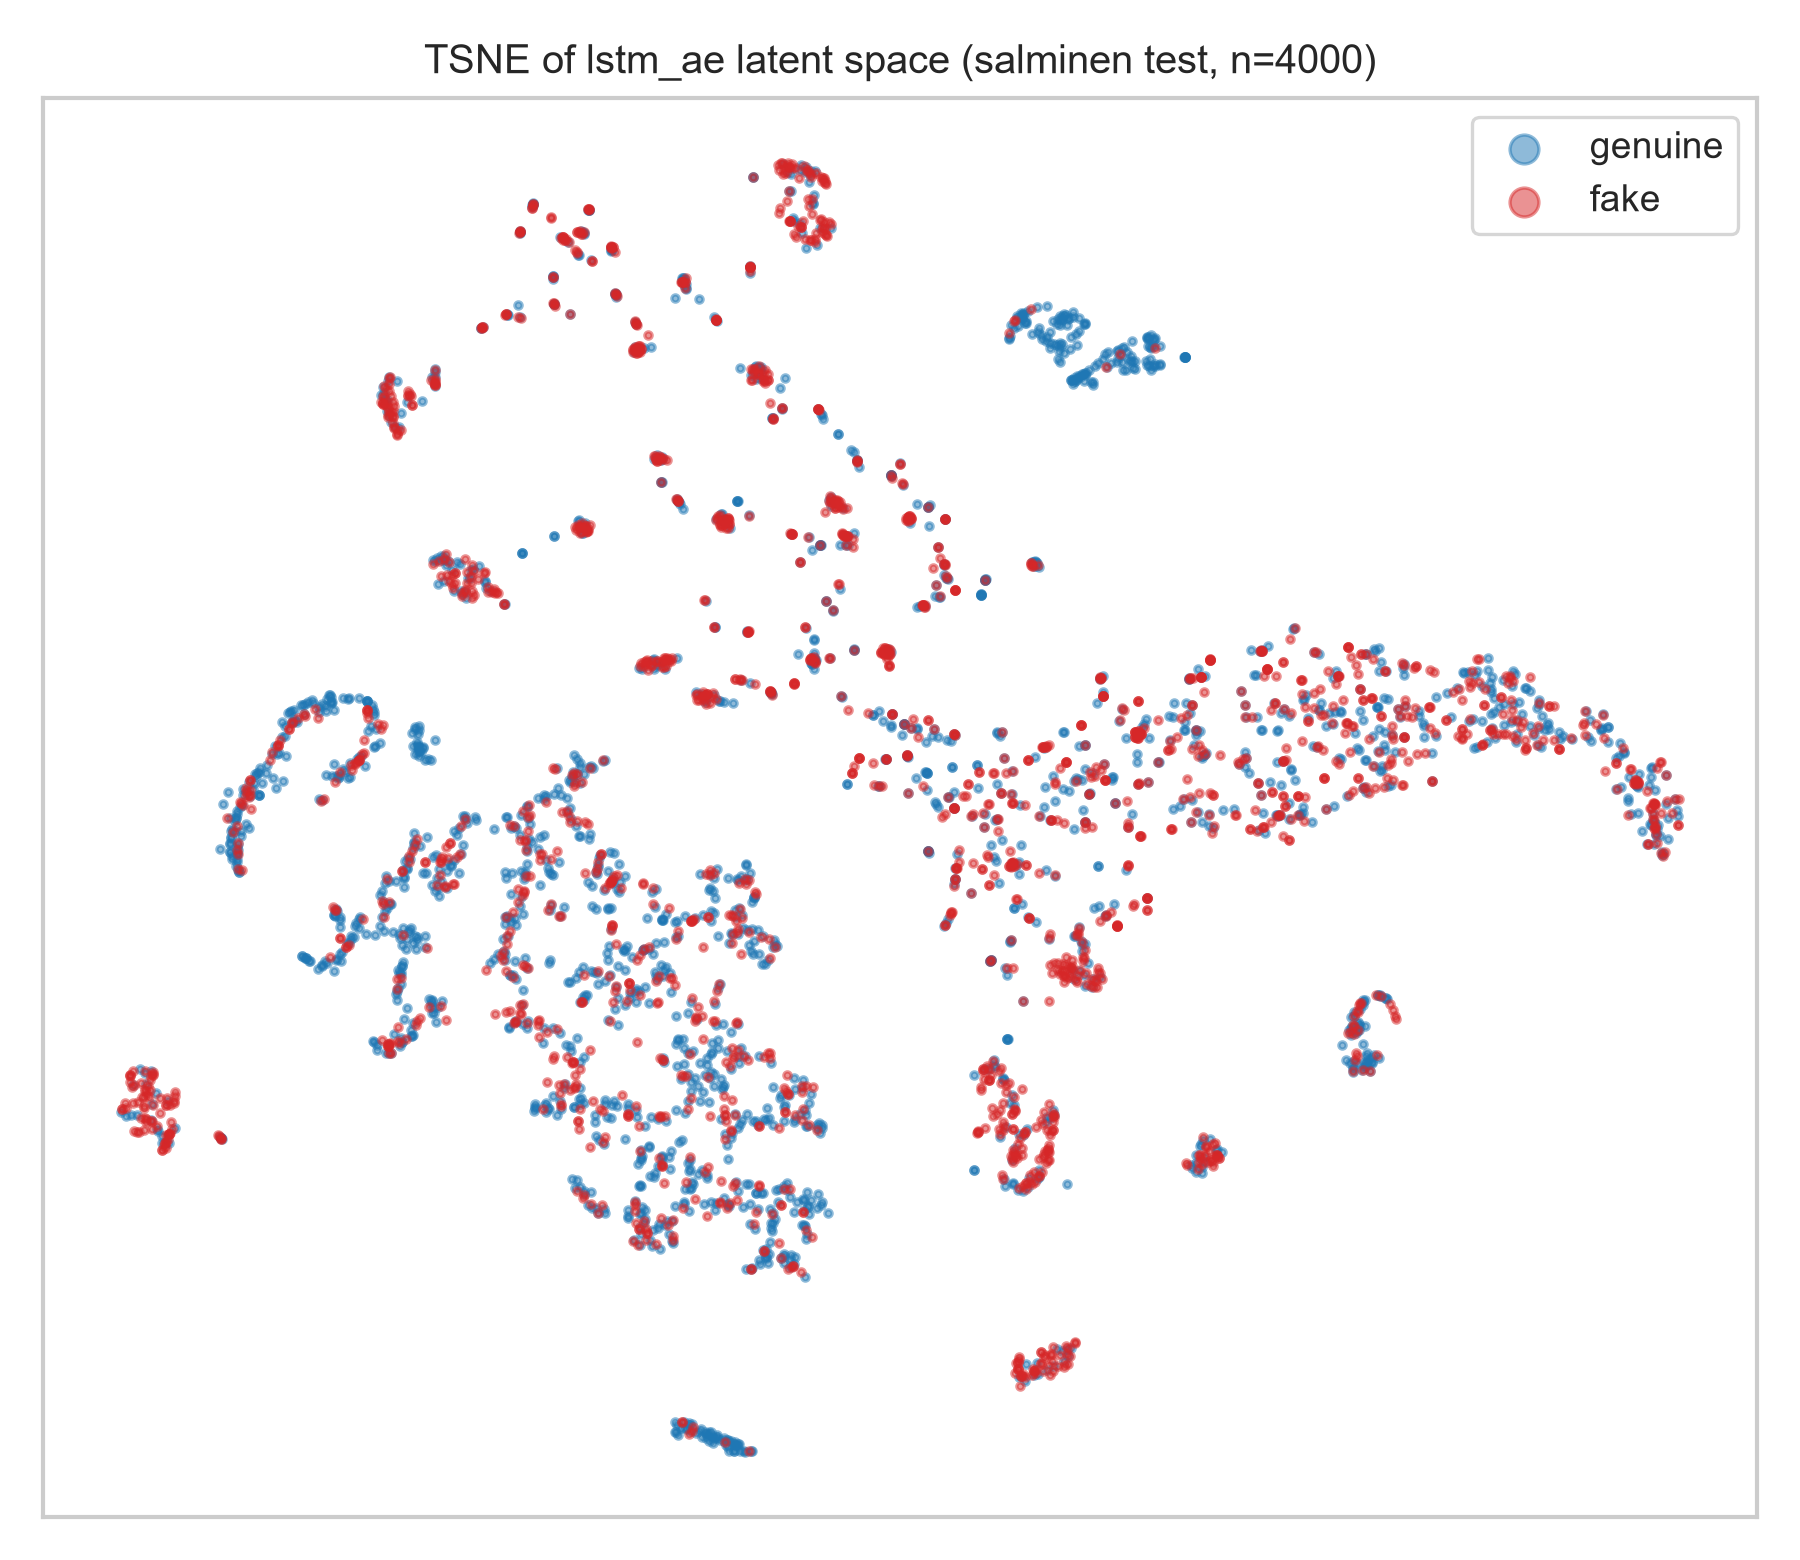 TSNE of lstm_ae latent space (salminen test, n=4000)
genuine
fake